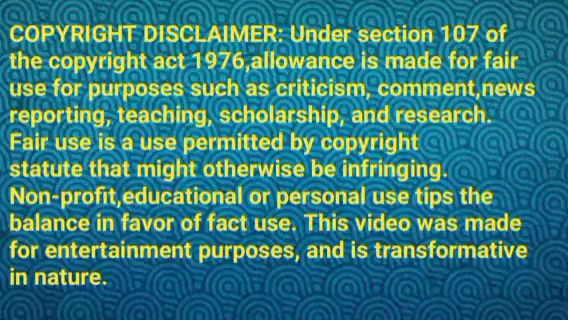 COPYRIGHT DISCLAIMER: Under section 107 of
the copyright act 1976,allowance is made for fair
use for purposes such as criticism, comment,news
reporting, teaching, scholarship, and research.
Fair use is a use permitted by copyright
statute that might otherwise be infringing.
Non-profit,educational or personal use tips the
balance in favor of fact use. This video was made
for entertainment purposes, and is transformative
in nature.